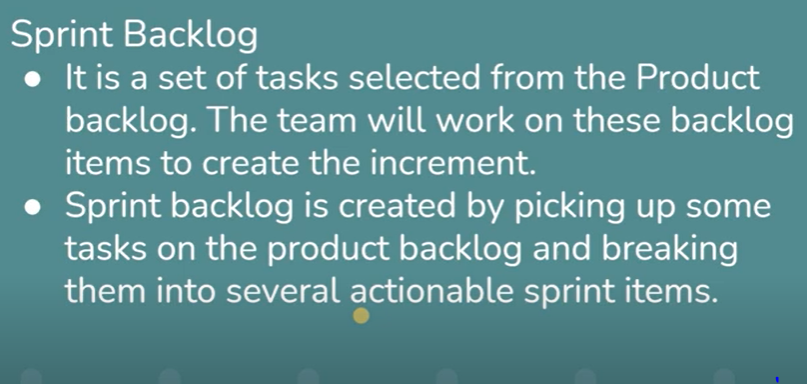 Sprint Backlog
● It is a set of tasks selected from the Product
backlog. The team will work on these backlog
items to create the increment.
● Sprint backlog is created by picking up some
tasks on the product backlog and breaking
them into several actionable sprint items.